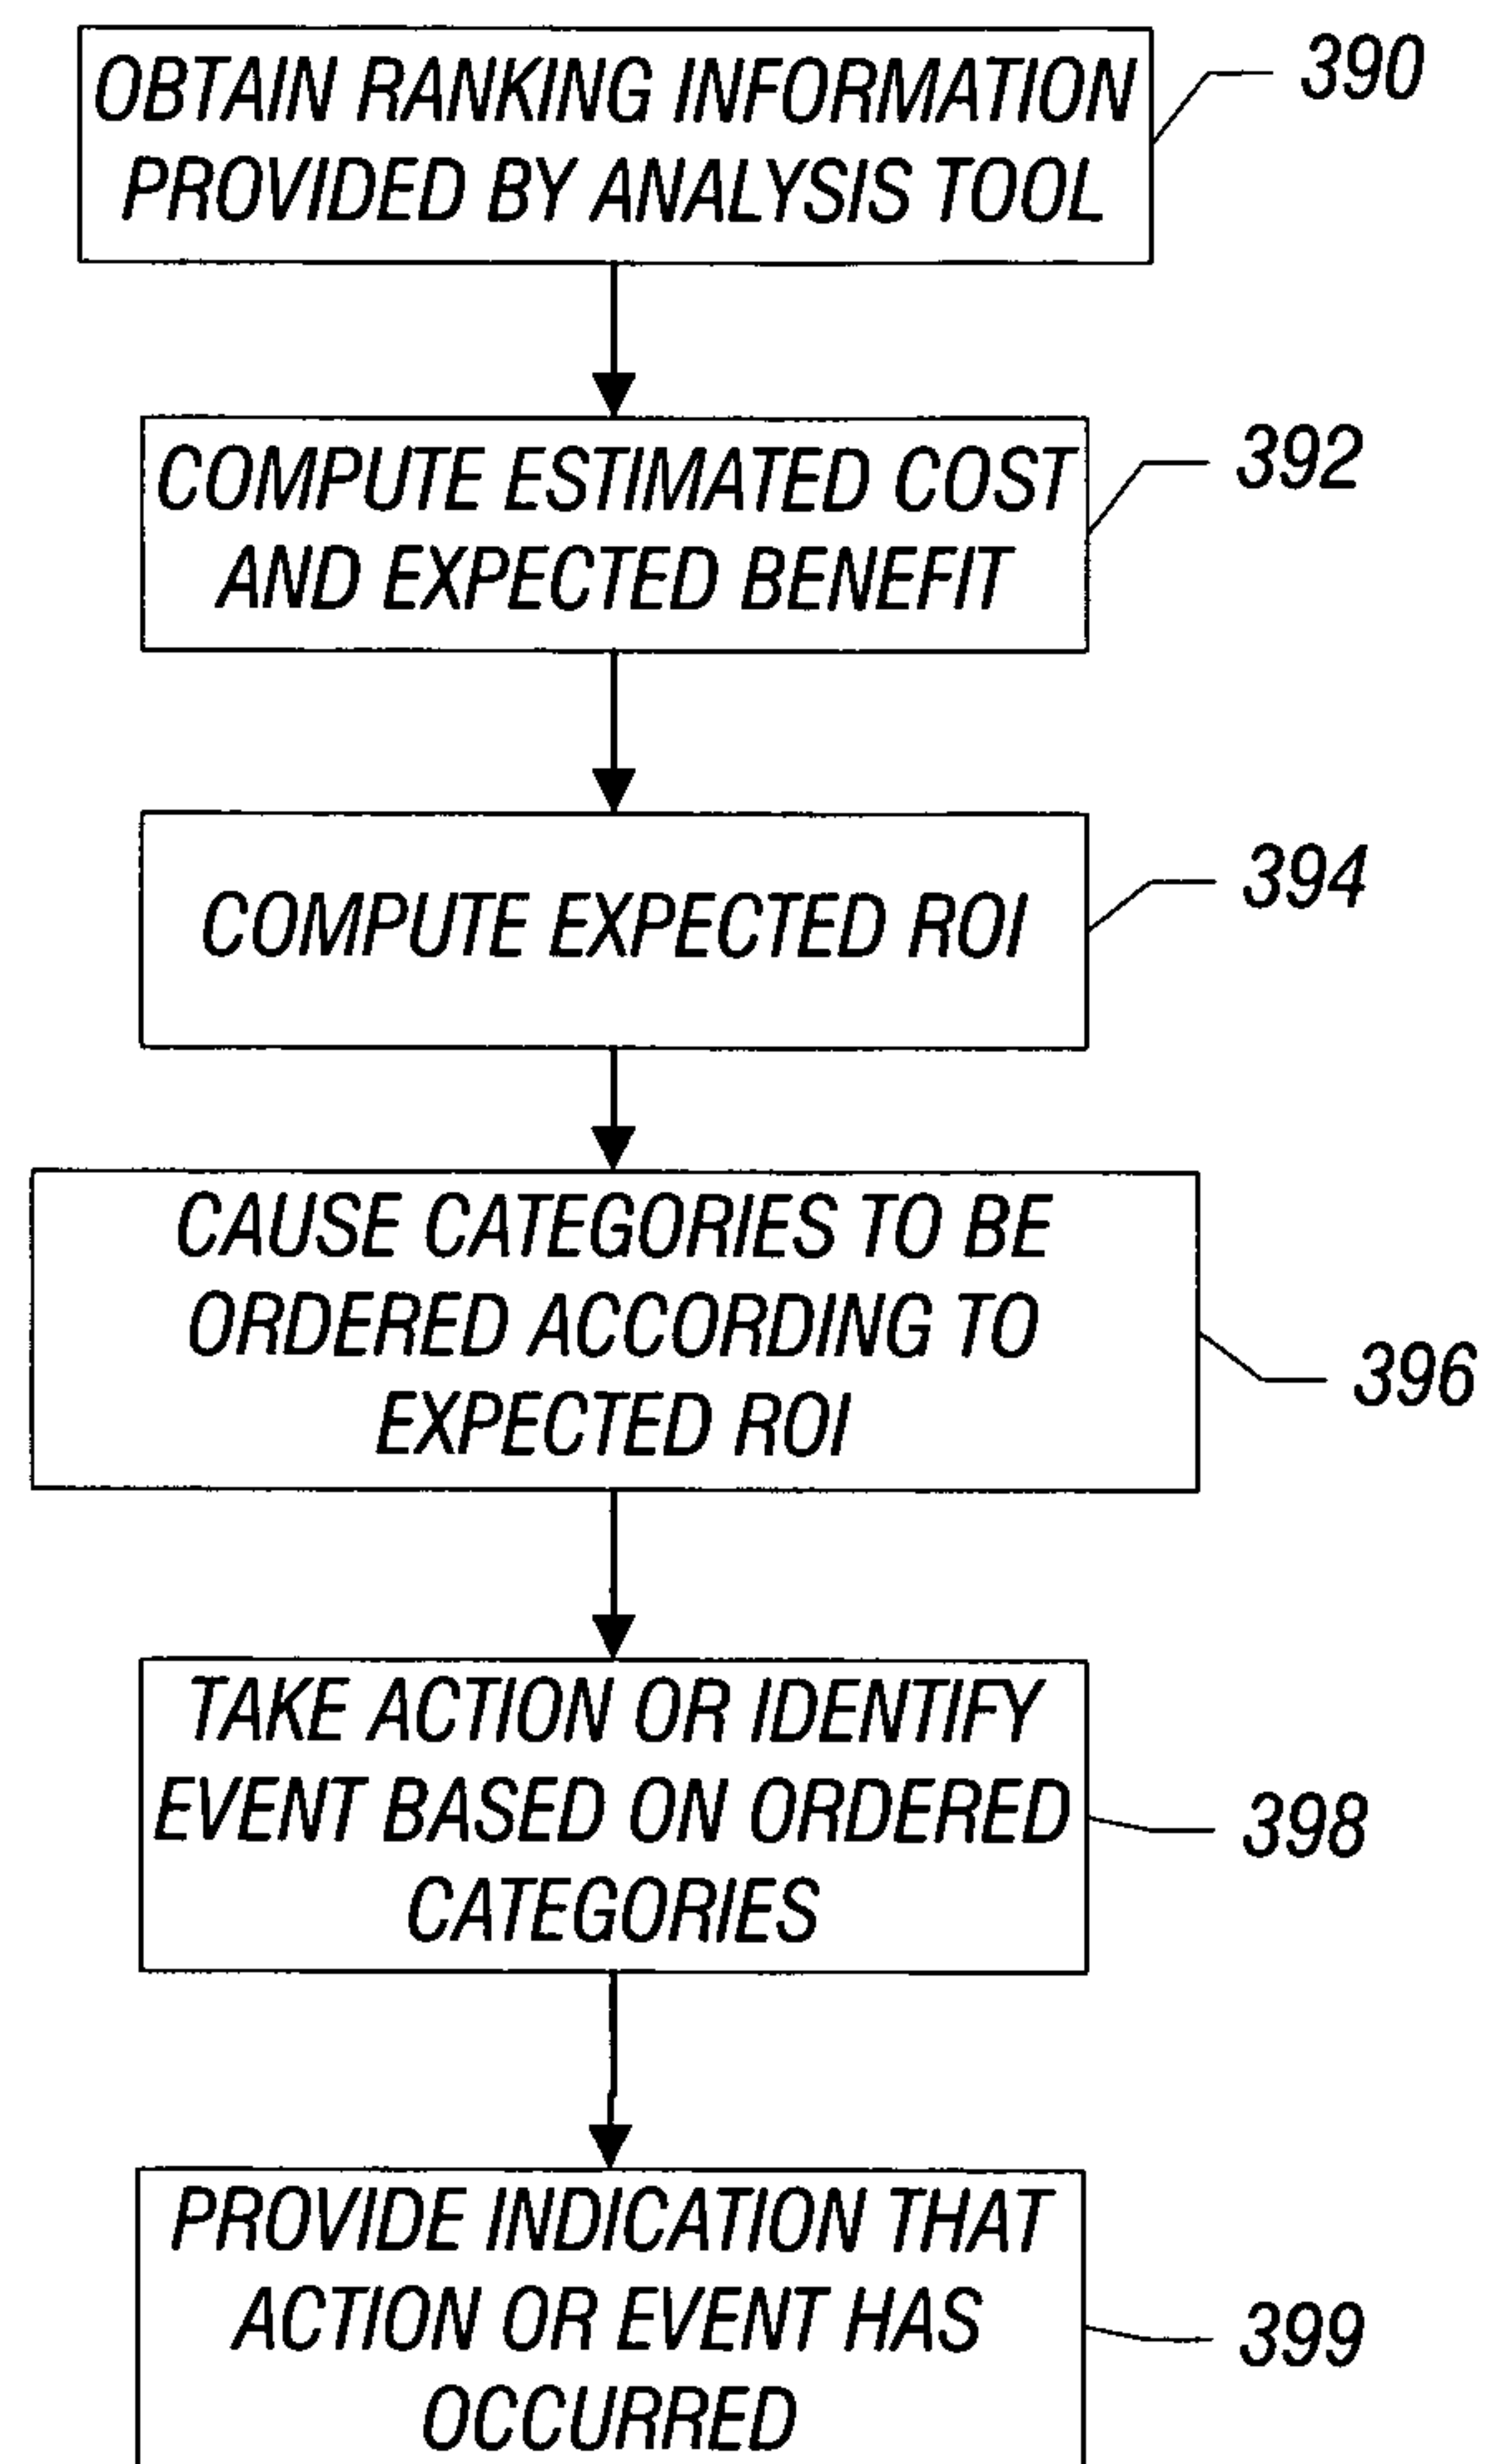 OBTAIN RANKING INFORMATION
PROVIDED BY ANALYSIS TOOL
390
COMPUTE ESTIMATED COST
AND EXPECTED BENEFIT
392
COMPUTE EXPECTED ROI
394
CAUSE CATEGORIES TO BE
ORDERED ACCORDING TO
EXPECTED ROI
396
TAKE ACTION OR IDENTIFY
EVENT BASED ON ORDERED
CATEGORIES
398
PROVIDE INDICATION THAT
ACTION OR EVENT HAS
OCCURRED
399